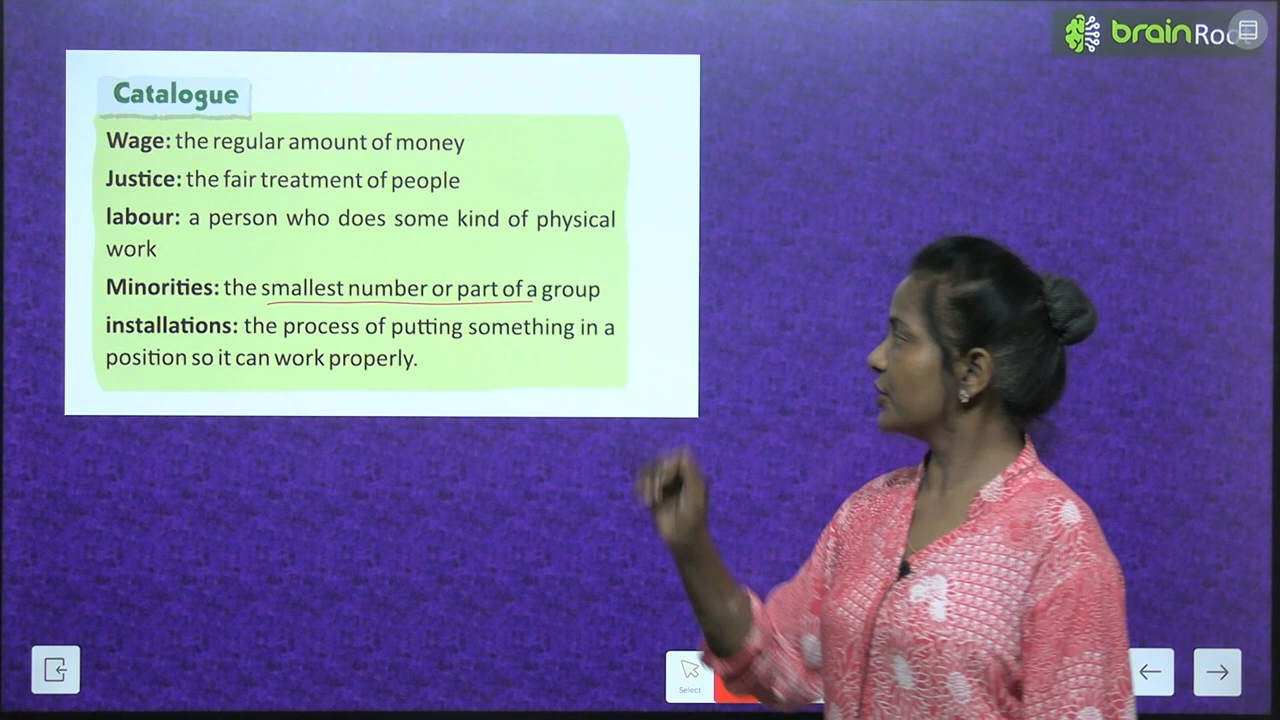 brainRoo
Catalogue
Wage: the regular amount of money
Justice: the fair treatment of people
labour: a person who does some kind of physical
work
Minorities: the smallest number or part of a group
installations: the process of putting something in a
position so it can work properly.
Select